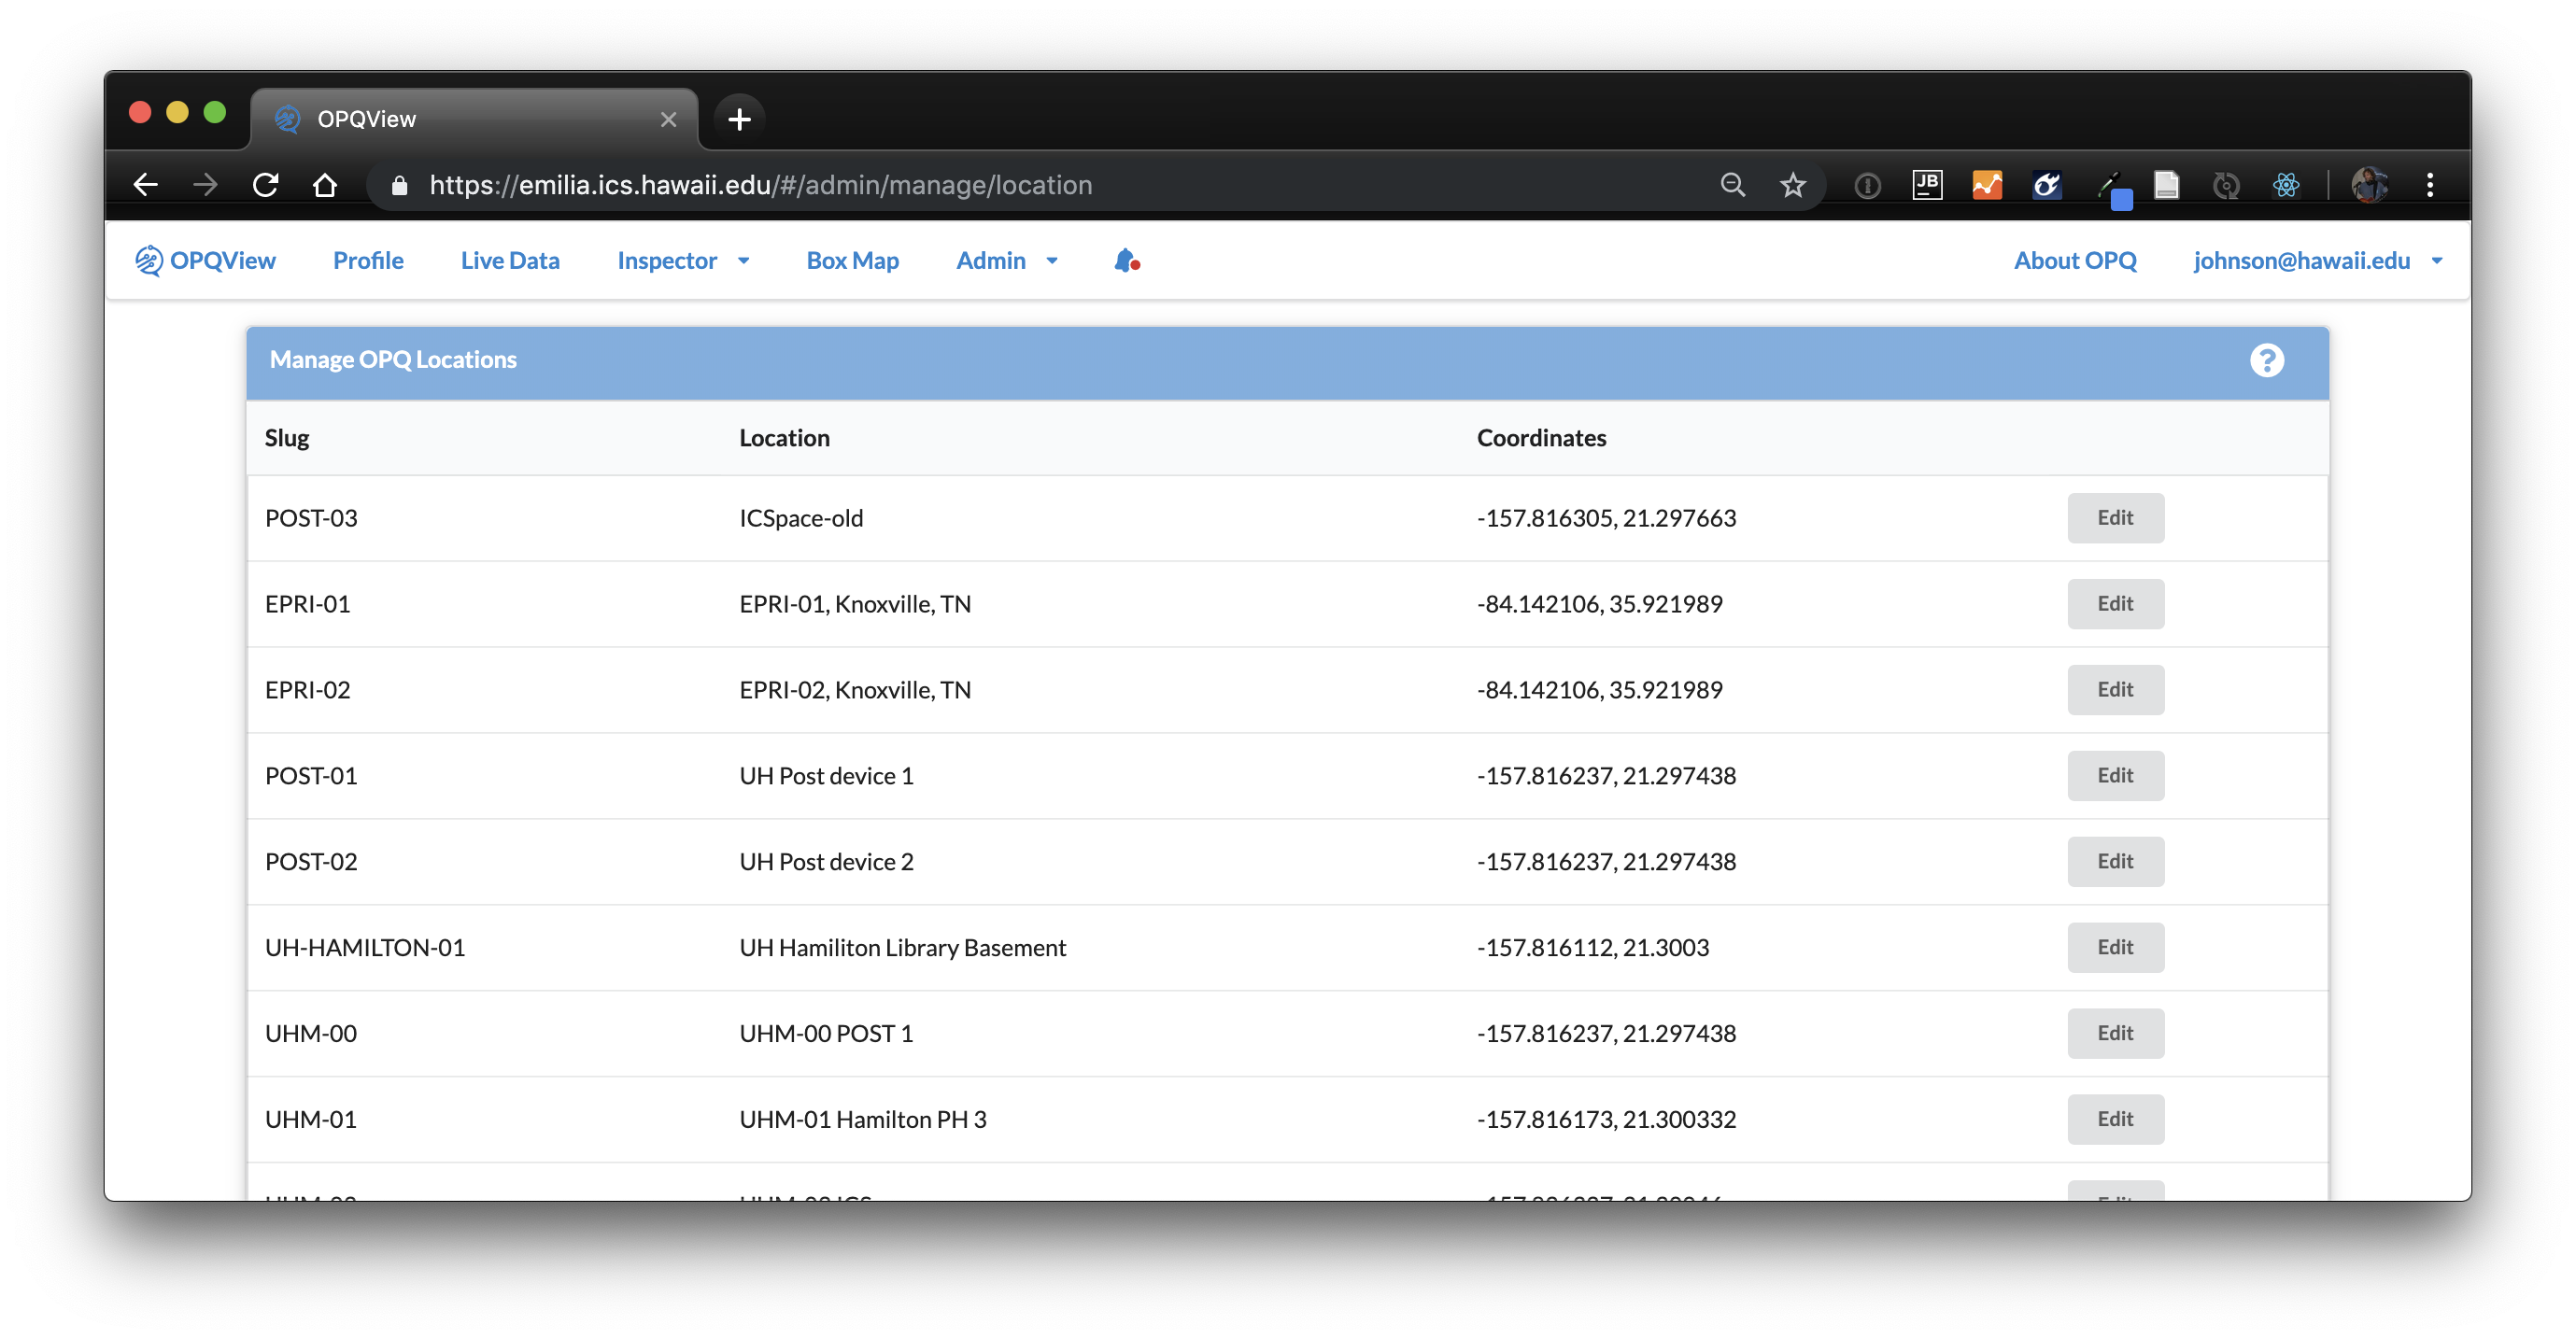 OPQView
https://emilia.ics.hawaii.edu/#/admin/manage/location
JB
OPQView Profile Live Data Inspector Box Map Admin About OPQ johnson@hawaii.edu
Manage OPQ Locations ?
Slug Location Coordinates
POST-03 ICSpace-old -157.816305, 21.297663 Edit
EPRI-01 EPRI-01, Knoxville, TN -84.142106, 35.921989 Edit
EPRI-02 EPRI-02, Knoxville, TN -84.142106, 35.921989 Edit
POST-01 UH Post device 1 -157.816237, 21.297438 Edit
POST-02 UH Post device 2 -157.816237, 21.297438 Edit
UH-HAMILTON-01 UH Hamiliton Library Basement -157.816112, 21.3003 Edit
UHM-00 UHM-00 POST 1 -157.816237, 21.297438 Edit
UHM-01 UHM-01 Hamilton PH 3 -157.816173, 21.300332 Edit